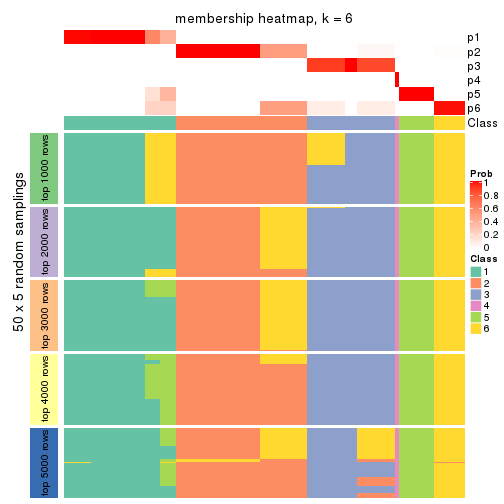 membership heatmap, k = 6
p1
p2
p3
p4
p5
p6
Class
50 x 5 random samplings
top 1000 rows
top 2000 rows
top 3000 rows
top 4000 rows
top 5000 rows
Prob
1
0.8
0.6
0.4
0.2
0
Class
1
2
3
4
5
6